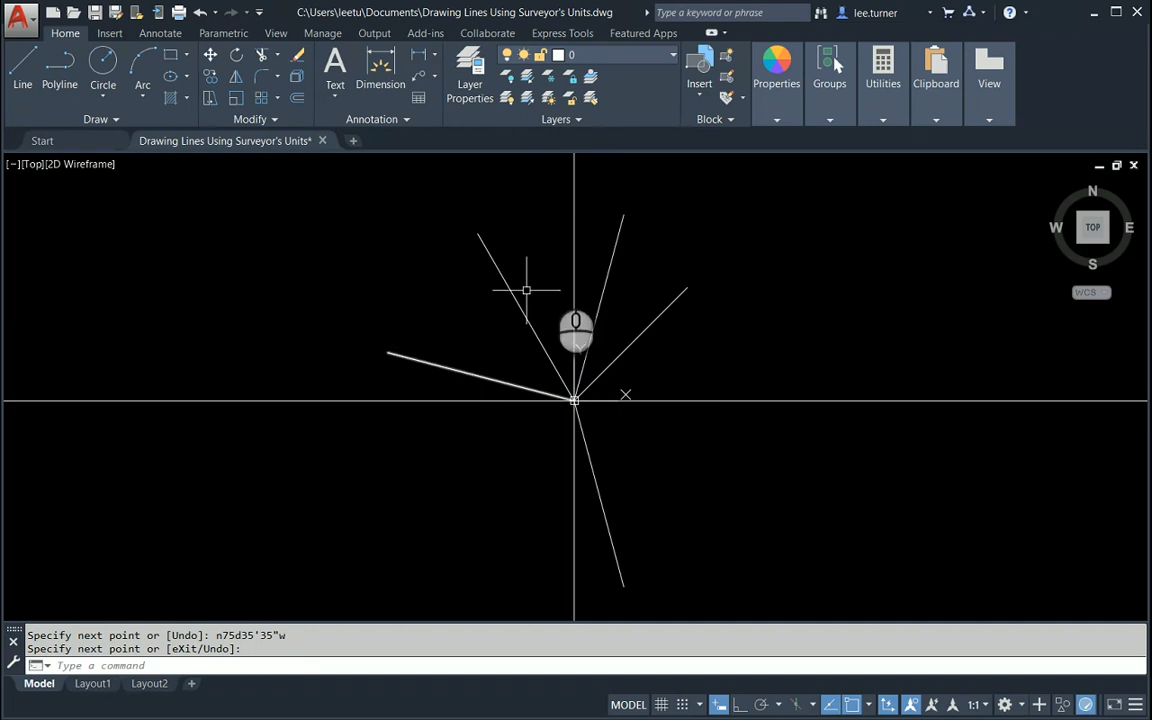 C:\Users\leetu\Documents\Drawing Lines Using Surveyor's Units.dwg
Type a keyword or phrase
lee.turner
Home Insert Annotate Parametric View Manage Output Add-ins Collaborate Express Tools Featured Apps
0
Line Polyline Circle Arc Text Dimension Layer Properties Insert Properties Groups Utilities Clipboard View
Draw Modify Annotation Layers Block
Start Drawing Lines Using Surveyor's Units*
[−][Top][2D Wireframe]
N
W TOP E
S
WCS
Specify next point or [Undo]: n75d35'35"w
Specify next point or [eXit/Undo]:
Type a command
Model Layout1 Layout2
MODEL 1:1